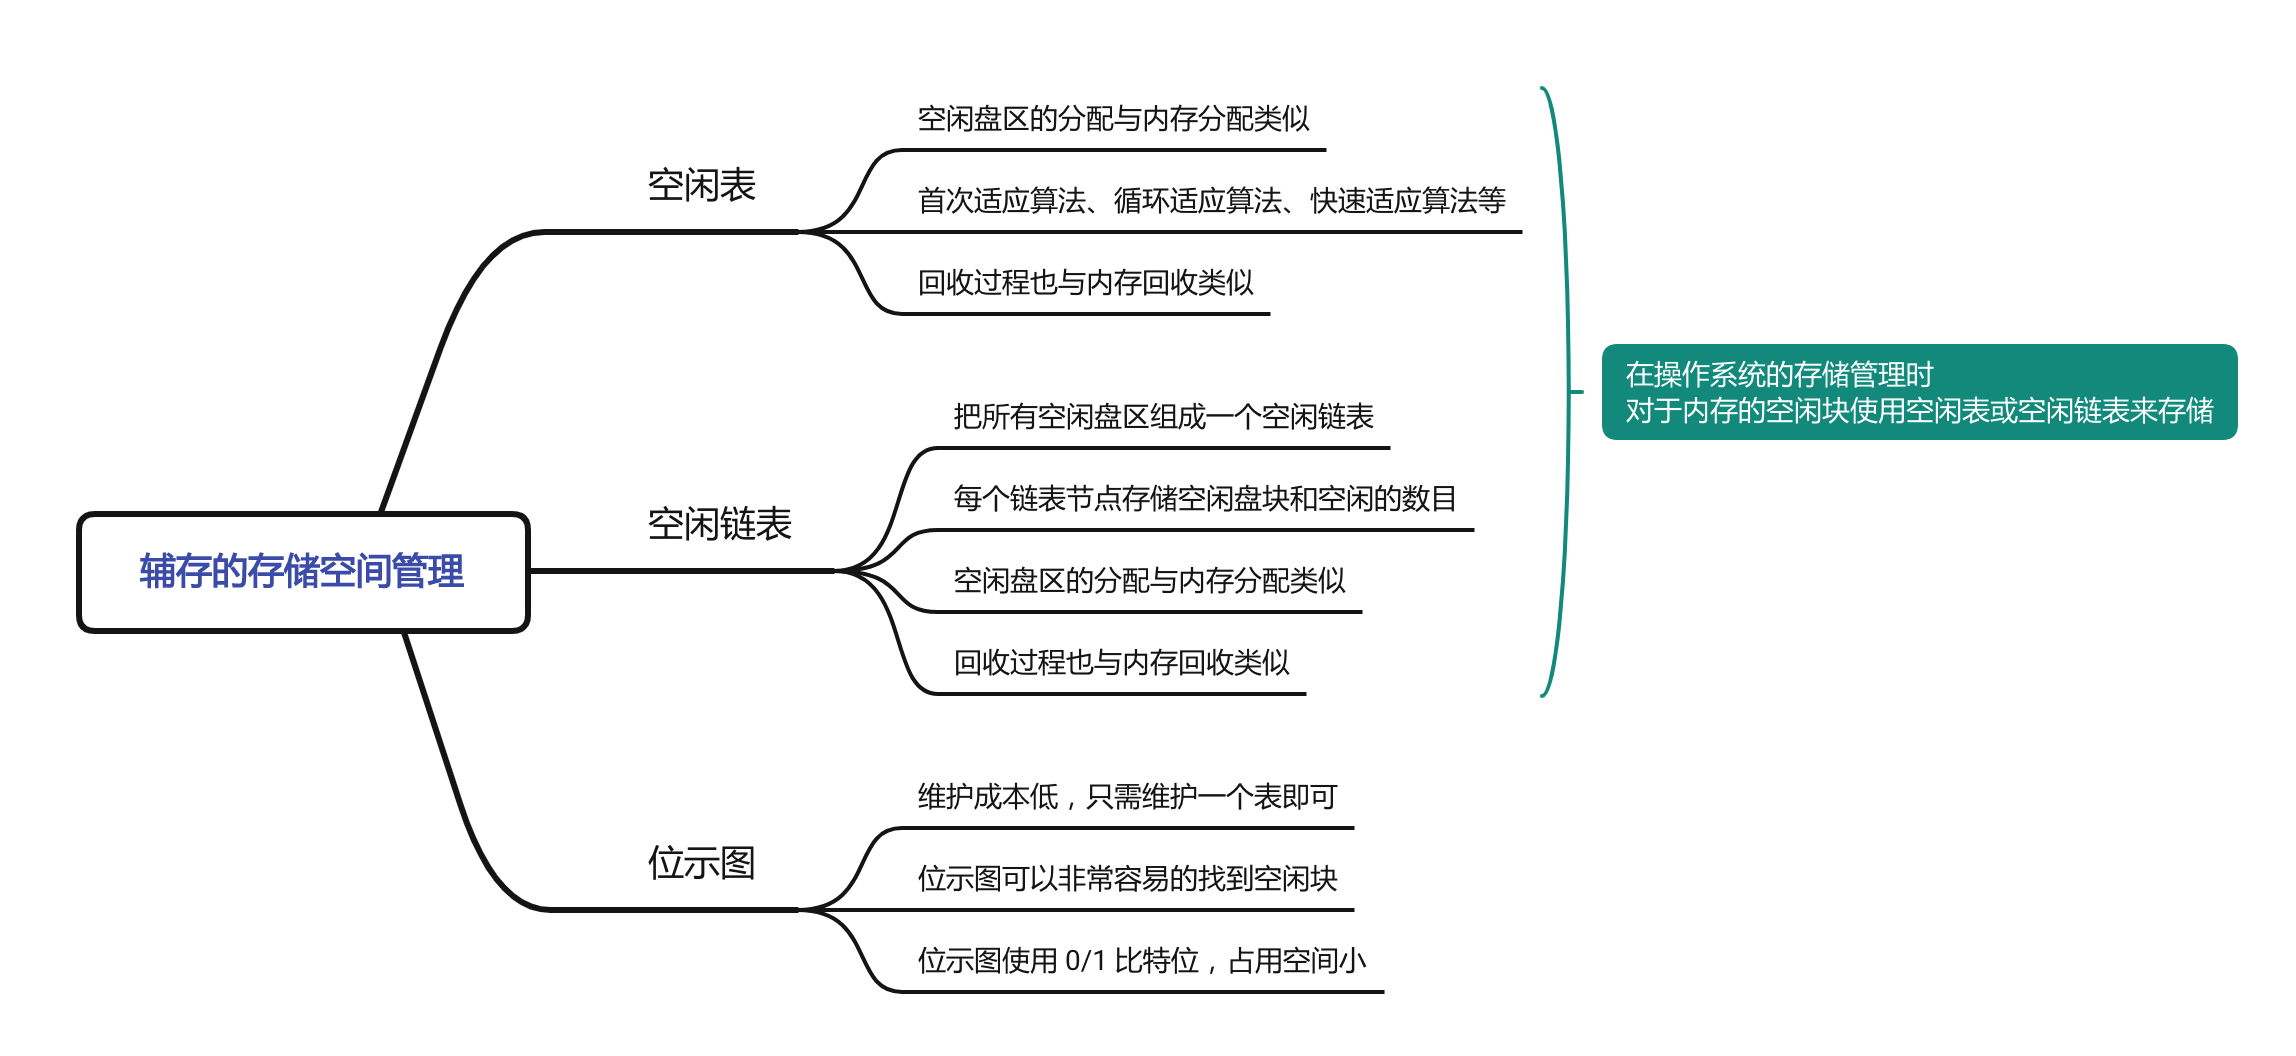 辅存的存储空间管理
空闲表
空闲盘区的分配与内存分配类似
首次适应算法、循环适应算法、快速适应算法等
回收过程也与内存回收类似
空闲链表
把所有空闲盘区组成一个空闲链表
每个链表节点存储空闲盘块和空闲的数目
空闲盘区的分配与内存分配类似
回收过程也与内存回收类似
在操作系统的存储管理时
对于内存的空闲块使用空闲表或空闲链表来存储
位示图
维护成本低，只需维护一个表即可
位示图可以非常容易的找到空闲块
位示图使用 0/1 比特位，占用空间小